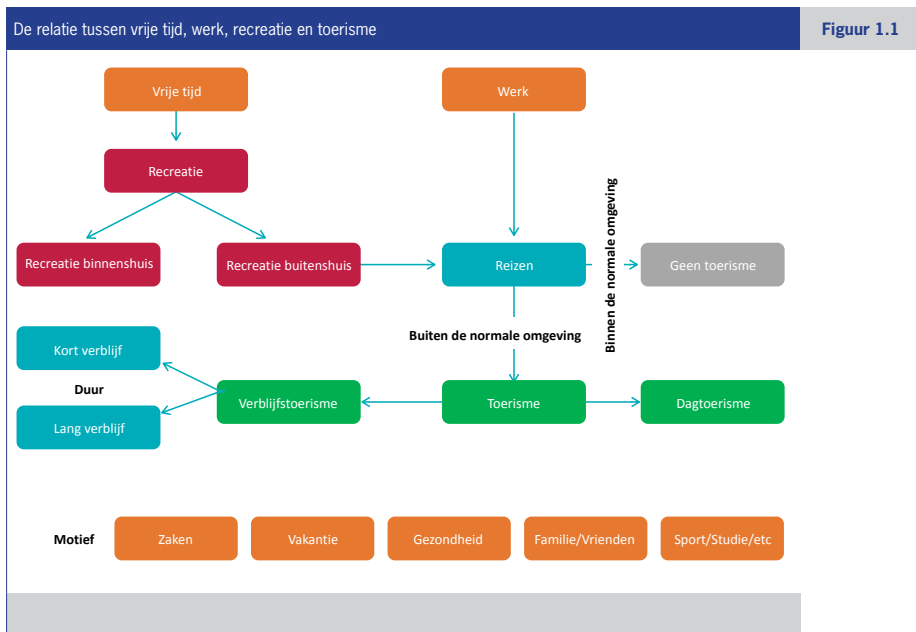 De relatie tussen vrije tijd, werk, recreatie en toerisme
Figuur 1.1
Vrije tijd
Werk
Recreatie
Recreatie binnenshuis
Recreatie buitenshuis
Reizen
Binnen de normale omgeving
Geen toerisme
Buiten de normale omgeving
Kort verblijf
Duur
Lang verblijf
Verblijfstoerisme
Toerisme
Dagtoerisme
Motief
Zaken
Vakantie
Gezondheid
Familie/Vrienden
Sport/Studie/etc